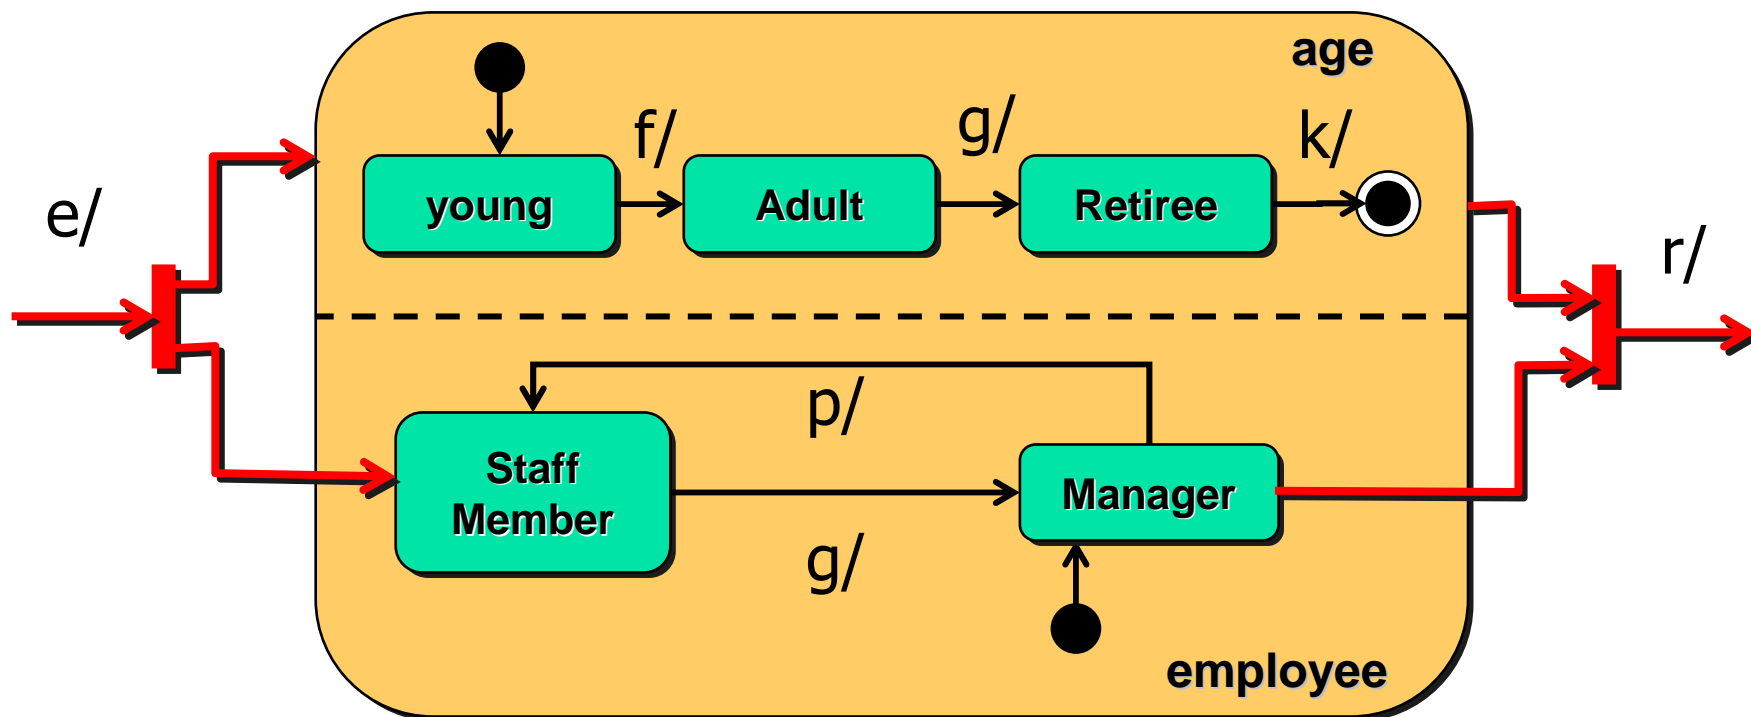 age
f/
g/
k/
young
Adult
Retiree
e/
r/
p/
Staff
Member
Manager
g/
employee